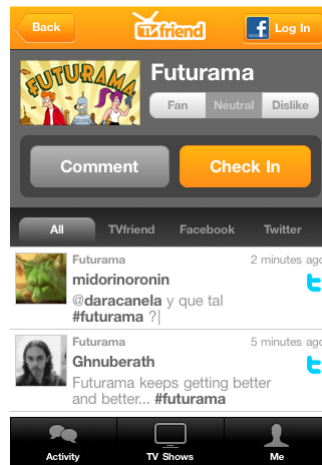 Back
TVfriend
f Log In
FUTURAMA
Futurama
Fan Neutral Dislike
Comment Check In
All TVfriend Facebook Twitter
Futurama 2 minutes ago
midorinoronin
@daracanela y que tal
#futurama ?|
Futurama 5 minutes ago
Ghnuberath
Futurama keeps getting better
and better... #futurama
Activity TV Shows Me